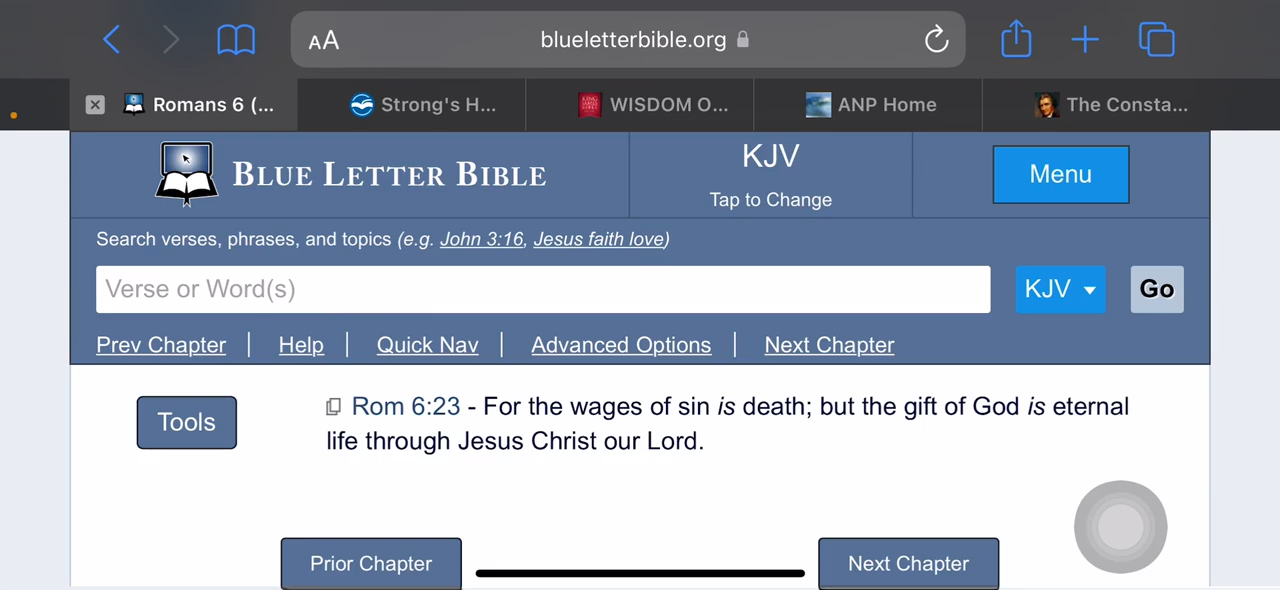 AA blueletterbible.org
Romans 6 (... Strong's H... WISDOM O... ANP Home The Consta...
BLUE LETTER BIBLE
KJV
Tap to Change
Menu
Search verses, phrases, and topics (e.g. John 3:16, Jesus faith love)
Verse or Word(s) KJV Go
Prev Chapter | Help | Quick Nav | Advanced Options | Next Chapter
Tools
Rom 6:23 - For the wages of sin is death; but the gift of God is eternal
life through Jesus Christ our Lord.
Prior Chapter Next Chapter